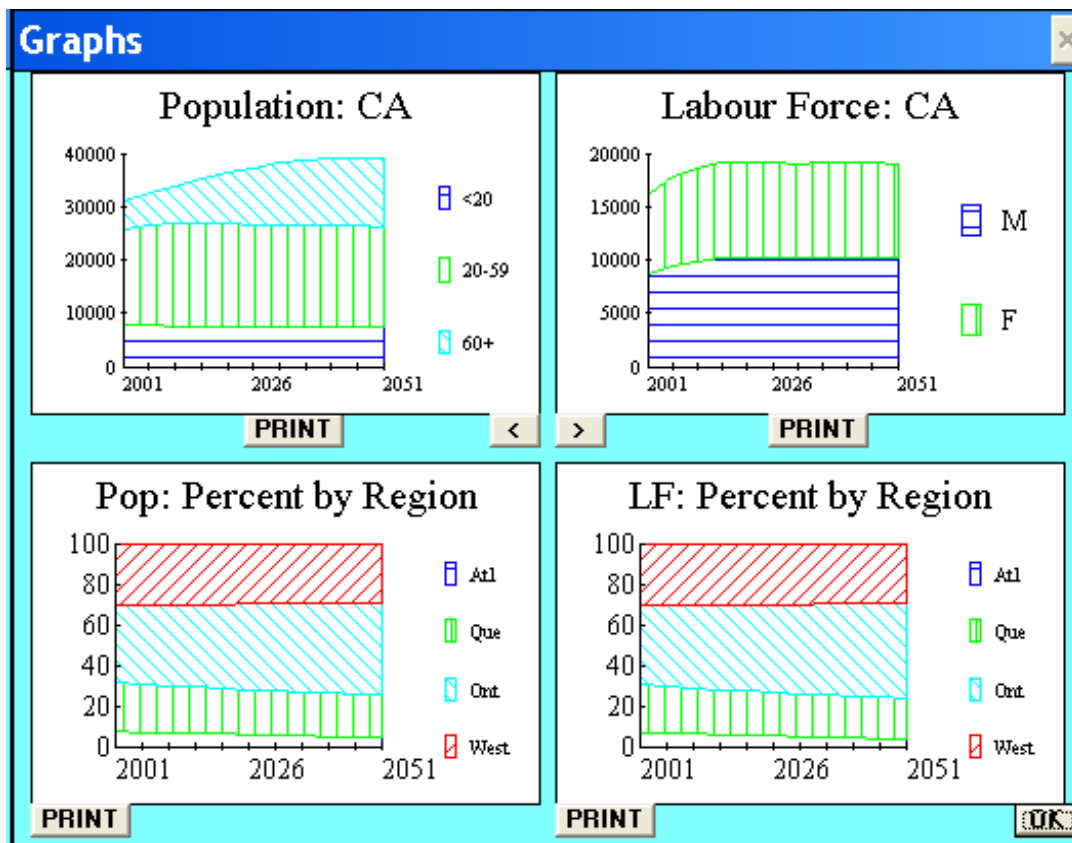 Graphs
Population: CA
40000
30000
20000
10000
0
2001 2026 2051
<20
20-59
60+
PRINT
<
Labour Force: CA
20000
15000
10000
5000
0
2001 2026 2051
M
F
>
PRINT
Pop: Percent by Region
100
80
60
40
20
0
2001 2026 2051
Atl
Que
Ont
West
PRINT
LF: Percent by Region
100
80
60
40
20
0
2001 2026 2051
Atl
Que
Ont
West
PRINT
OK